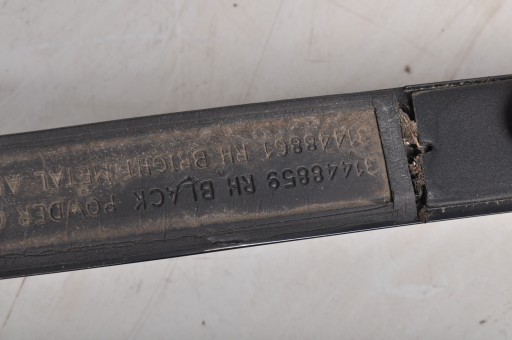 31448859 RH BLACK POWDER C
31448861 RH BRIGHT METAL A